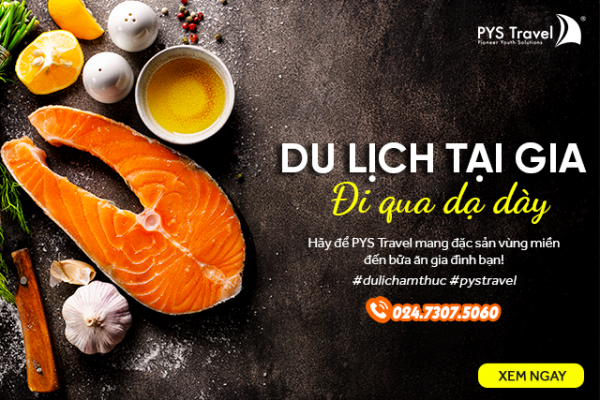 PYS Travel®
Pioneer Youth Solutions
DU LỊCH TẠI GIA
Đi qua dạ dày
Hãy để PYS Travel mang đặc sản vùng miền
đến bữa ăn gia đình bạn!
#dulichamthuc #pystravel
024.7307.5060
XEM NGAY